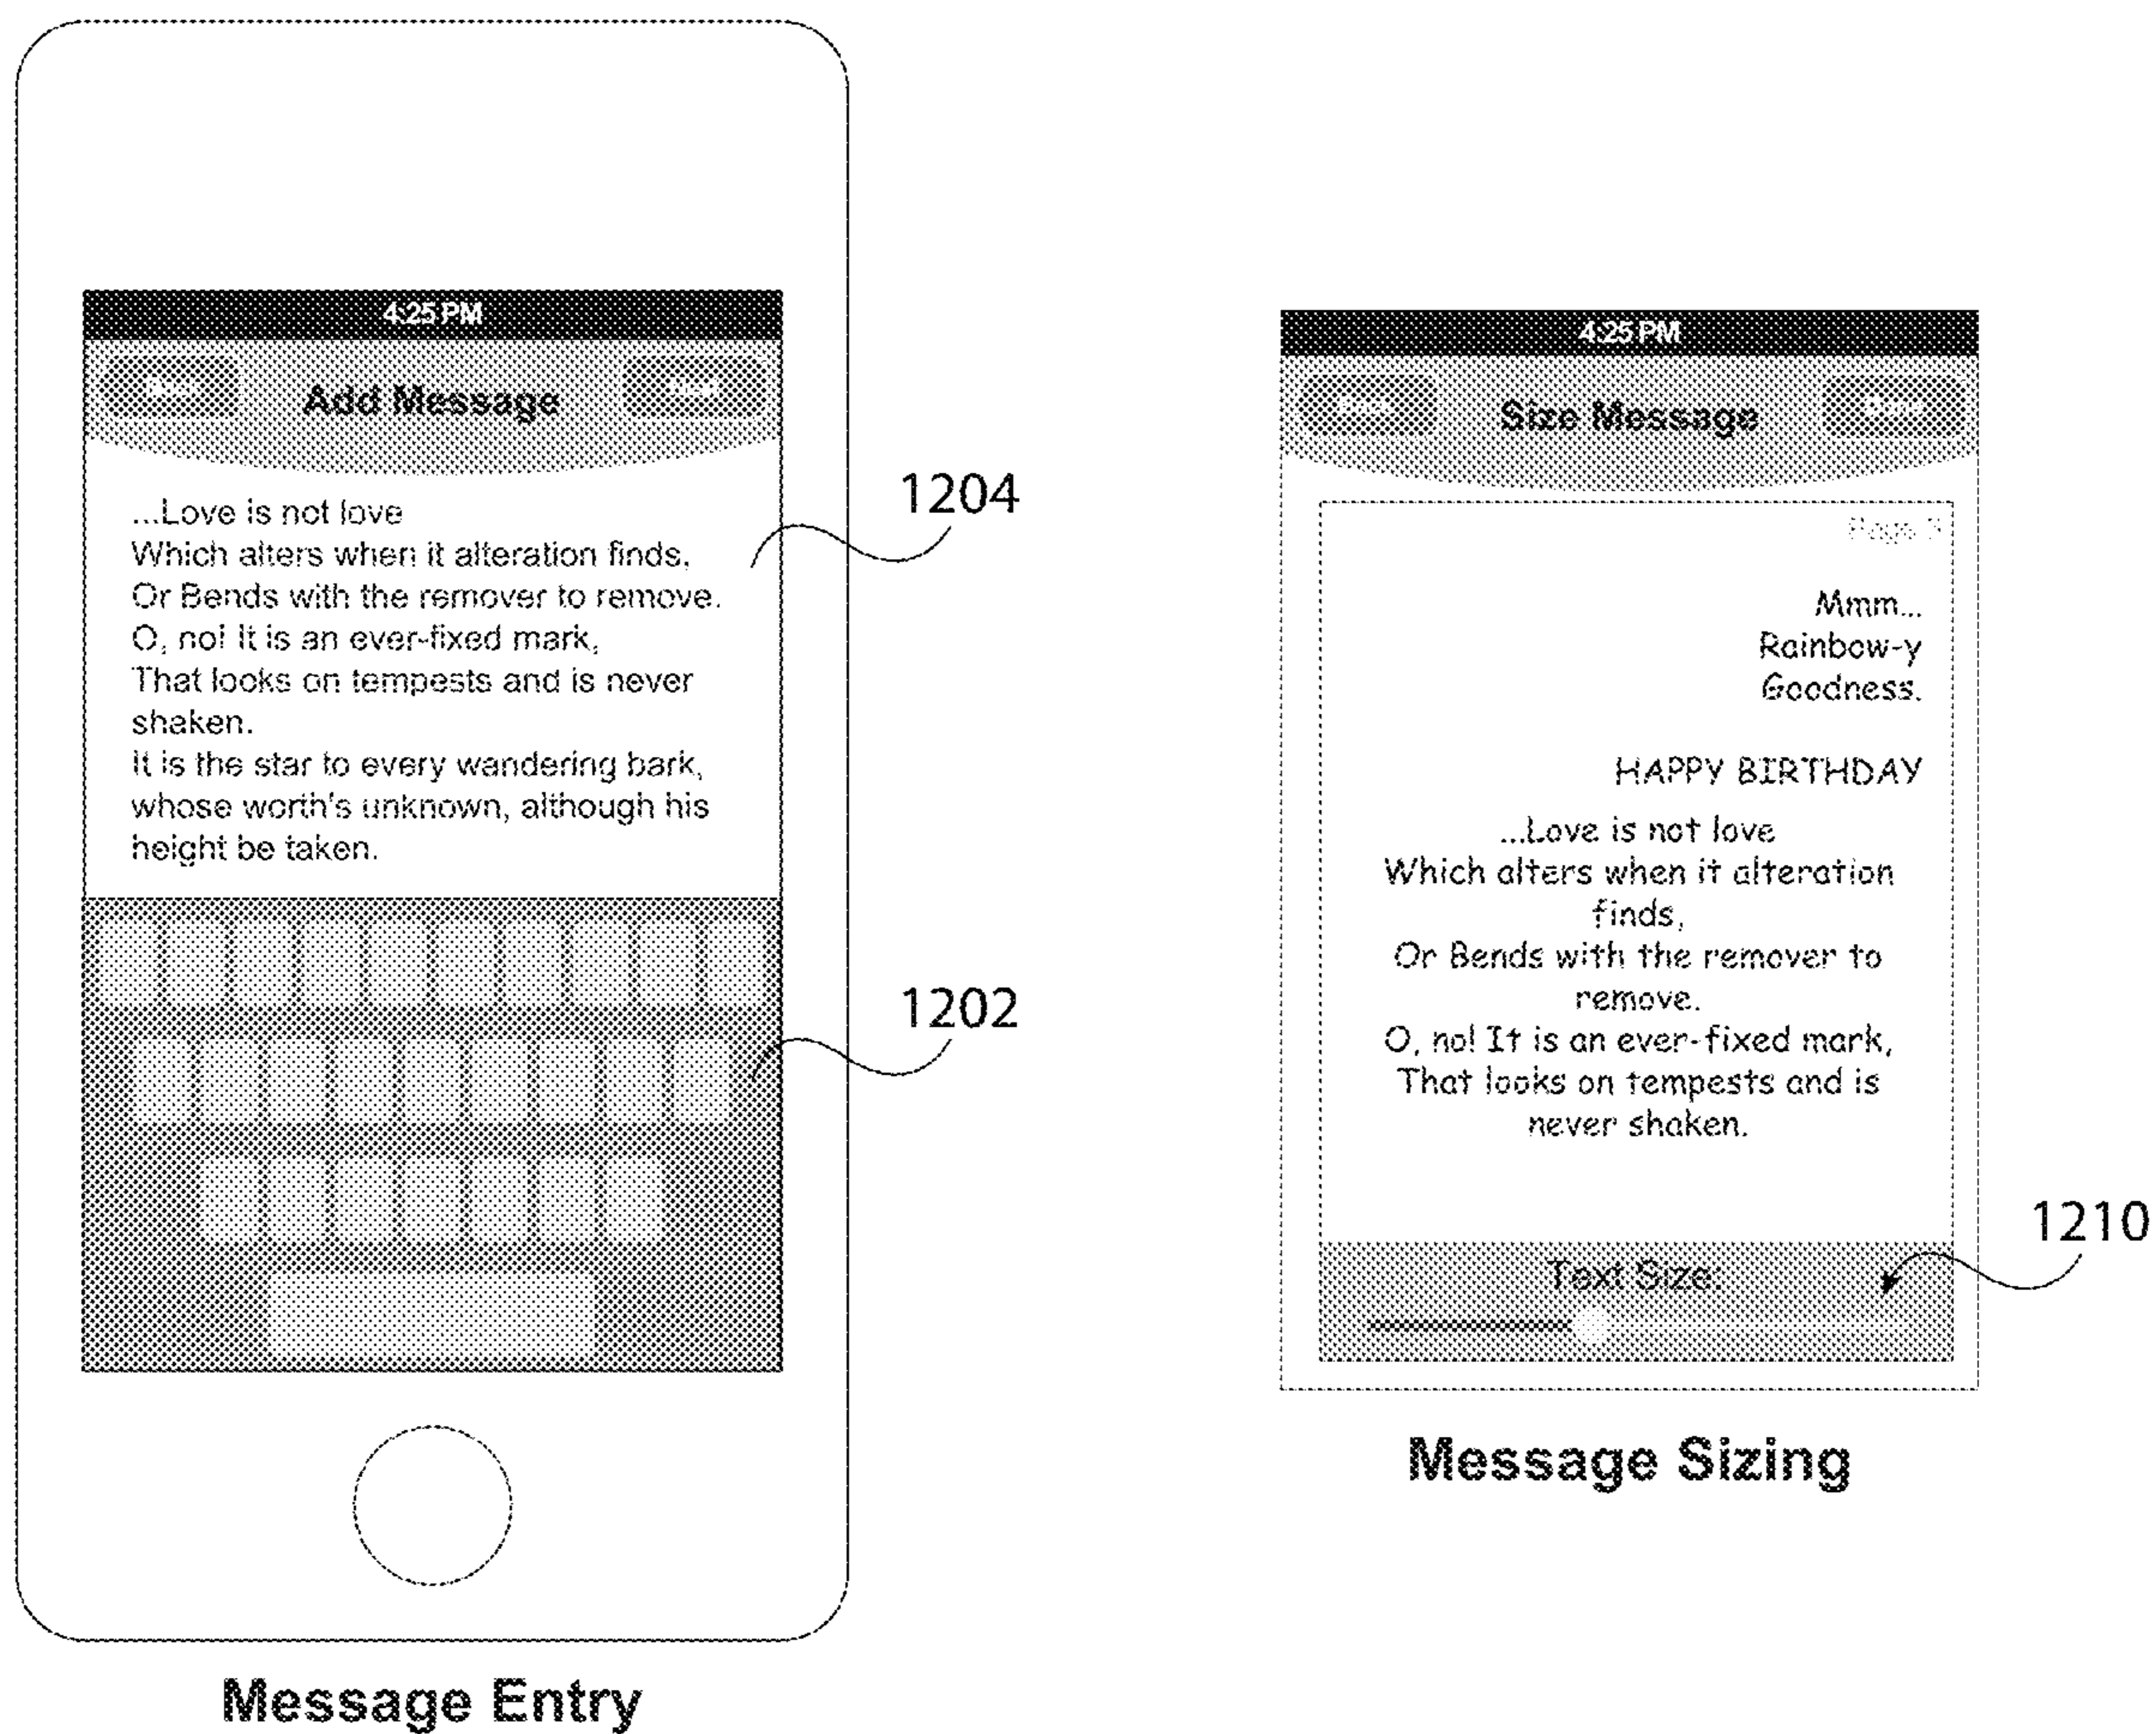 4:25 PM
Add Message
...Love is not love
Which alters when it alteration finds,
Or Bends with the remover to remove.
O, no! It is an ever-fixed mark,
That looks on tempests and is never
shaken.
It is the star to every wandering bark,
whose worth's unknown, although his
height be taken.
1204
1202
Message Entry
4:25 PM
Size Message
Page 3
Mmm...
Rainbow-y
Goodness.
HAPPY BIRTHDAY
...Love is not love
Which alters when it alteration
finds,
Or Bends with the remover to
remove.
O, no! It is an ever-fixed mark,
That looks on tempests and is
never shaken.
Text Size:
1210
Message Sizing